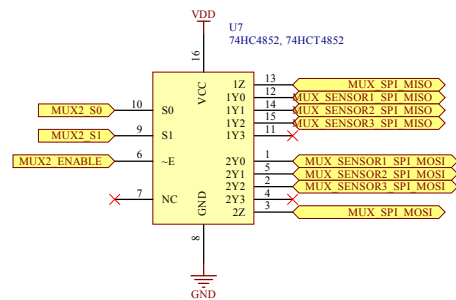 VDD
U7
74HC4852, 74HCT4852
16
VCC
1Z 13 MUX_SPI_MISO
1Y0 12 MUX_SENSOR1_SPI_MISO
MUX2_S0 10 S0 1Y1 14 MUX_SENSOR2_SPI_MISO
1Y2 15 MUX_SENSOR3_SPI_MISO
MUX2_S1 9 S1 1Y3 11
MUX2_ENABLE 6 ~E 2Y0 1 MUX_SENSOR1_SPI_MOSI
2Y1 5 MUX_SENSOR2_SPI_MOSI
2Y2 2 MUX_SENSOR3_SPI_MOSI
7 NC 2Y3 4
2Z 3 MUX_SPI_MOSI
GND
8
GND